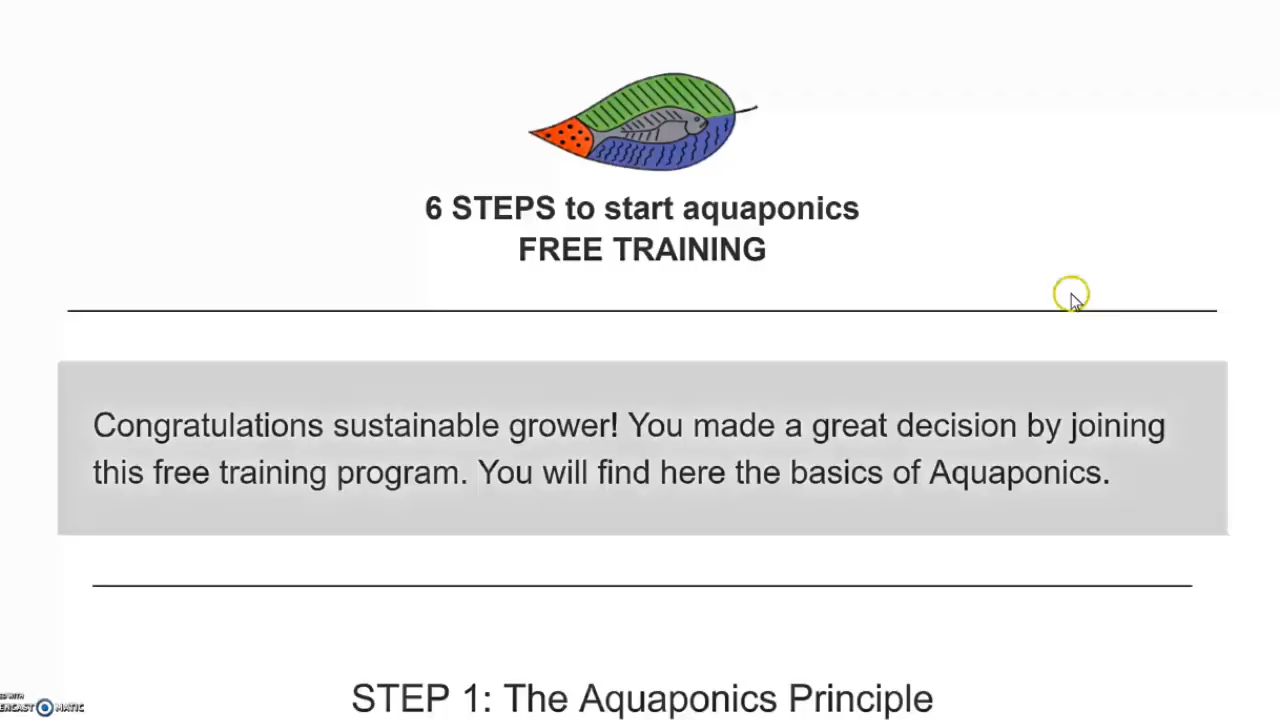 6 STEPS to start aquaponics
FREE TRAINING
Congratulations sustainable grower! You made a great decision by joining
this free training program. You will find here the basics of Aquaponics.
STEP 1: The Aquaponics Principle
MATIC